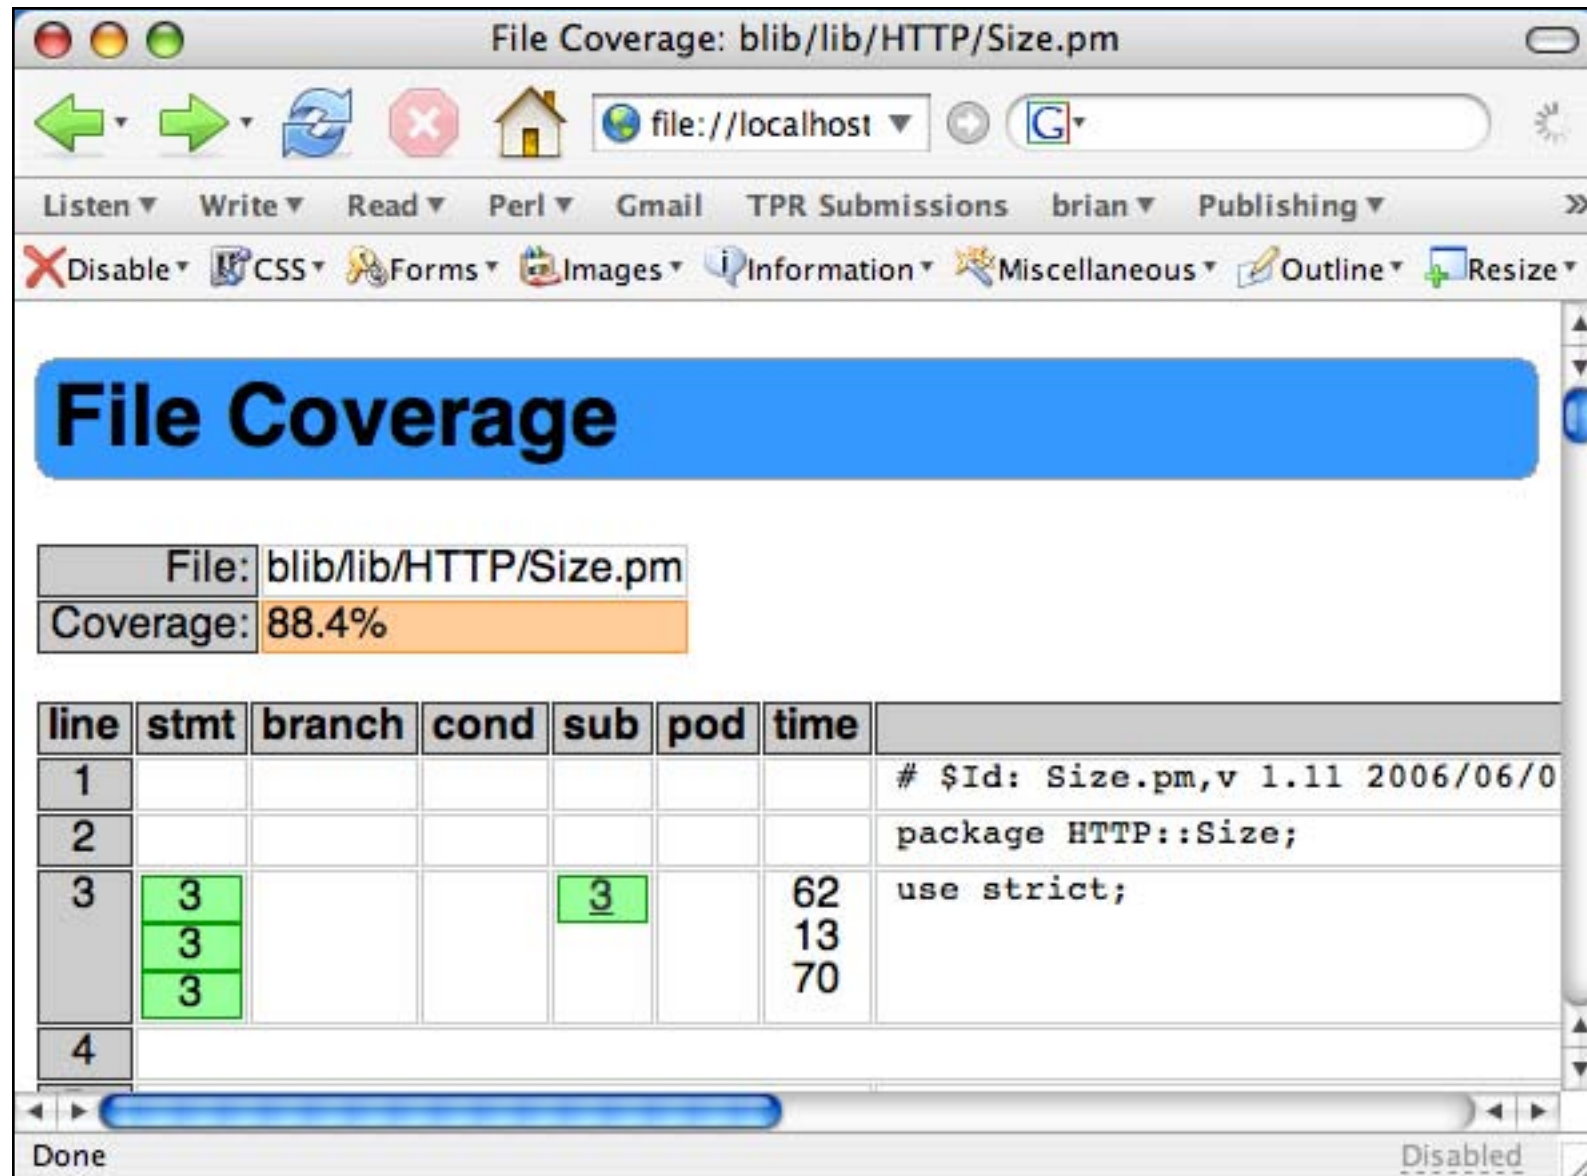 File Coverage: blib/lib/HTTP/Size.pm
file://localhost
G
Listen Write Read Perl Gmail TPR Submissions brian Publishing »
Disable CSS Forms Images Information Miscellaneous Outline Resize
File Coverage
File: blib/lib/HTTP/Size.pm
Coverage: 88.4%
line stmt branch cond sub pod time
1 # $Id: Size.pm,v 1.11 2006/06/0
2 package HTTP::Size;
3 3 3 62 use strict;
3 13
3 70
4
Done Disabled